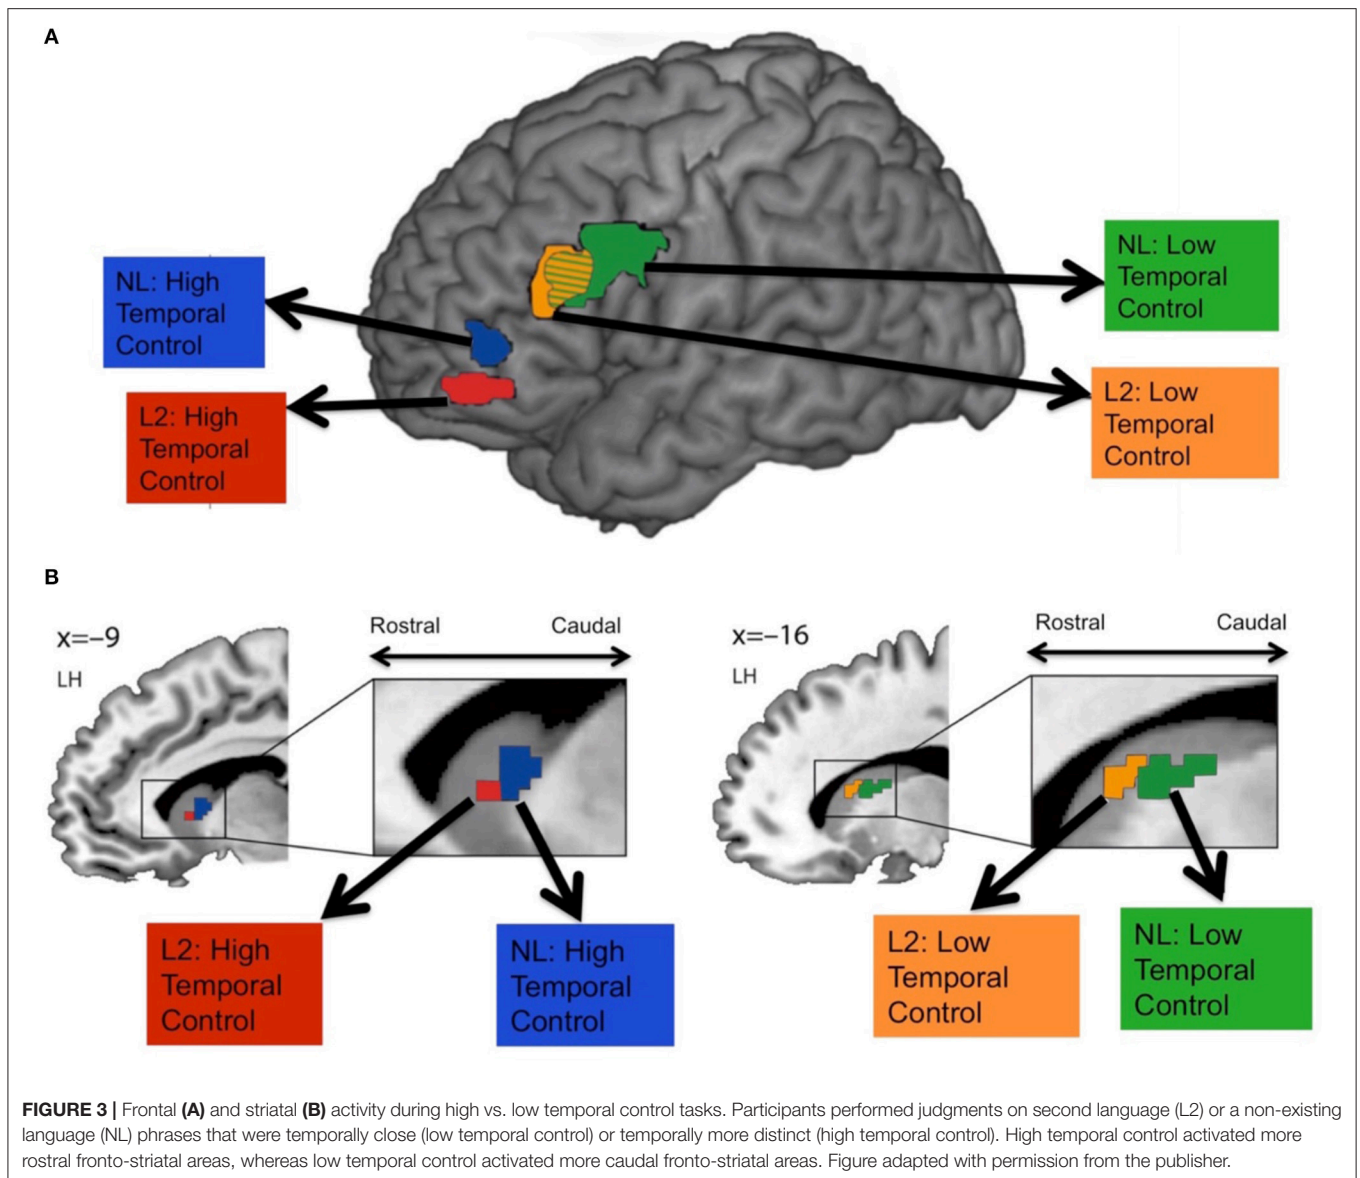 A
NL: High
Temporal
Control
L2: High
Temporal
Control
NL: Low
Temporal
Control
L2: Low
Temporal
Control
B
x=–9
LH
Rostral
Caudal
x=–16
LH
Rostral
Caudal
L2: High
Temporal
Control
NL: High
Temporal
Control
L2: Low
Temporal
Control
NL: Low
Temporal
Control
FIGURE 3 | Frontal (A) and striatal (B) activity during high vs. low temporal control tasks. Participants performed judgments on second language (L2) or a non-existing
language (NL) phrases that were temporally close (low temporal control) or temporally more distinct (high temporal control). High temporal control activated more
rostral fronto-striatal areas, whereas low temporal control activated more caudal fronto-striatal areas. Figure adapted with permission from the publisher.